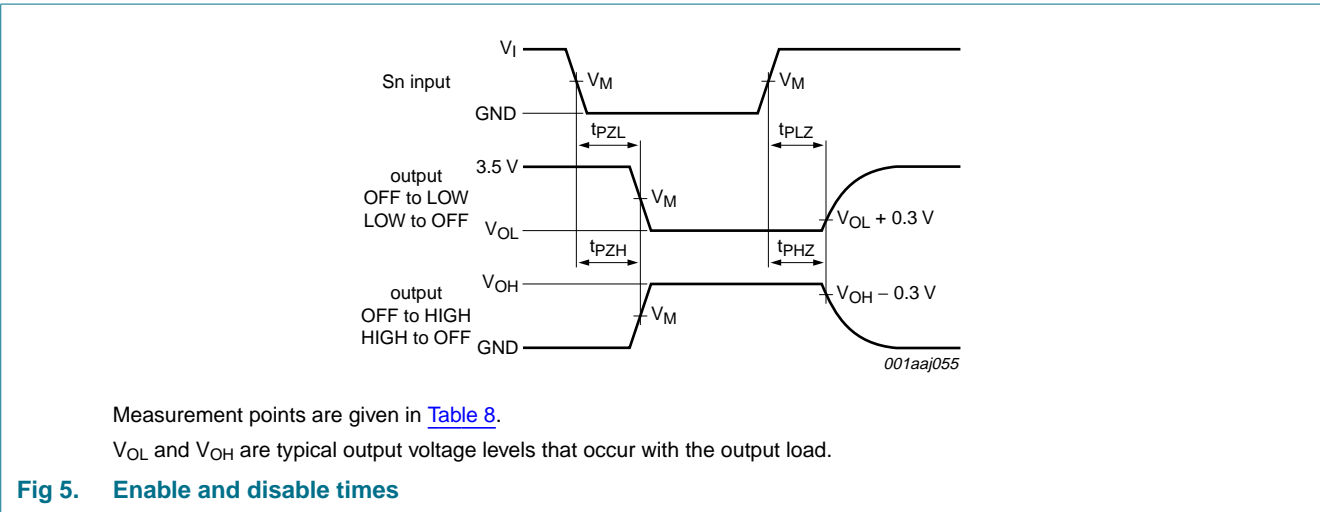 VI
VM
VM
Sn input
GND
tPZL
tPLZ
3.5 V
output
OFF to LOW
LOW to OFF
VM
VOL + 0.3 V
VOL
tPZH
tPHZ
VOH
output
OFF to HIGH
HIGH to OFF
VOH − 0.3 V
VM
GND
001aaj055
Measurement points are given in Table 8.
VOL and VOH are typical output voltage levels that occur with the output load.
Fig 5. Enable and disable times